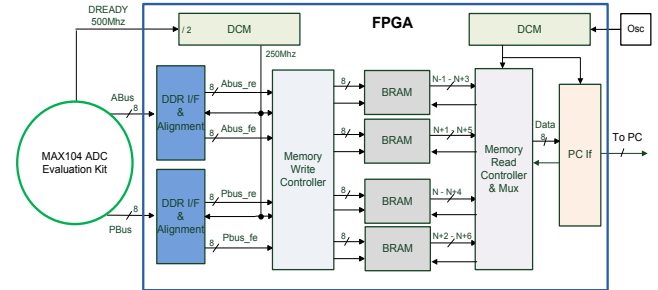 DREADY
500Mhz
/ 2
DCM
FPGA
DCM
Osc
250Mhz
ABus
8
DDR I/F
&
Alignment
8
Abus_re
8
Abus_fe
MAX104 ADC
Evaluation Kit
8
PBus
DDR I/F
&
Alignment
8
Pbus_re
8
Pbus_fe
Memory
Write
Controller
8
BRAM
N-1 - N+3
8
BRAM
N+1 N+5
8
BRAM
N - N+4
8
BRAM
N+2 - N+6
Memory
Read
Controller
& Mux
Data
8
PC If
To PC